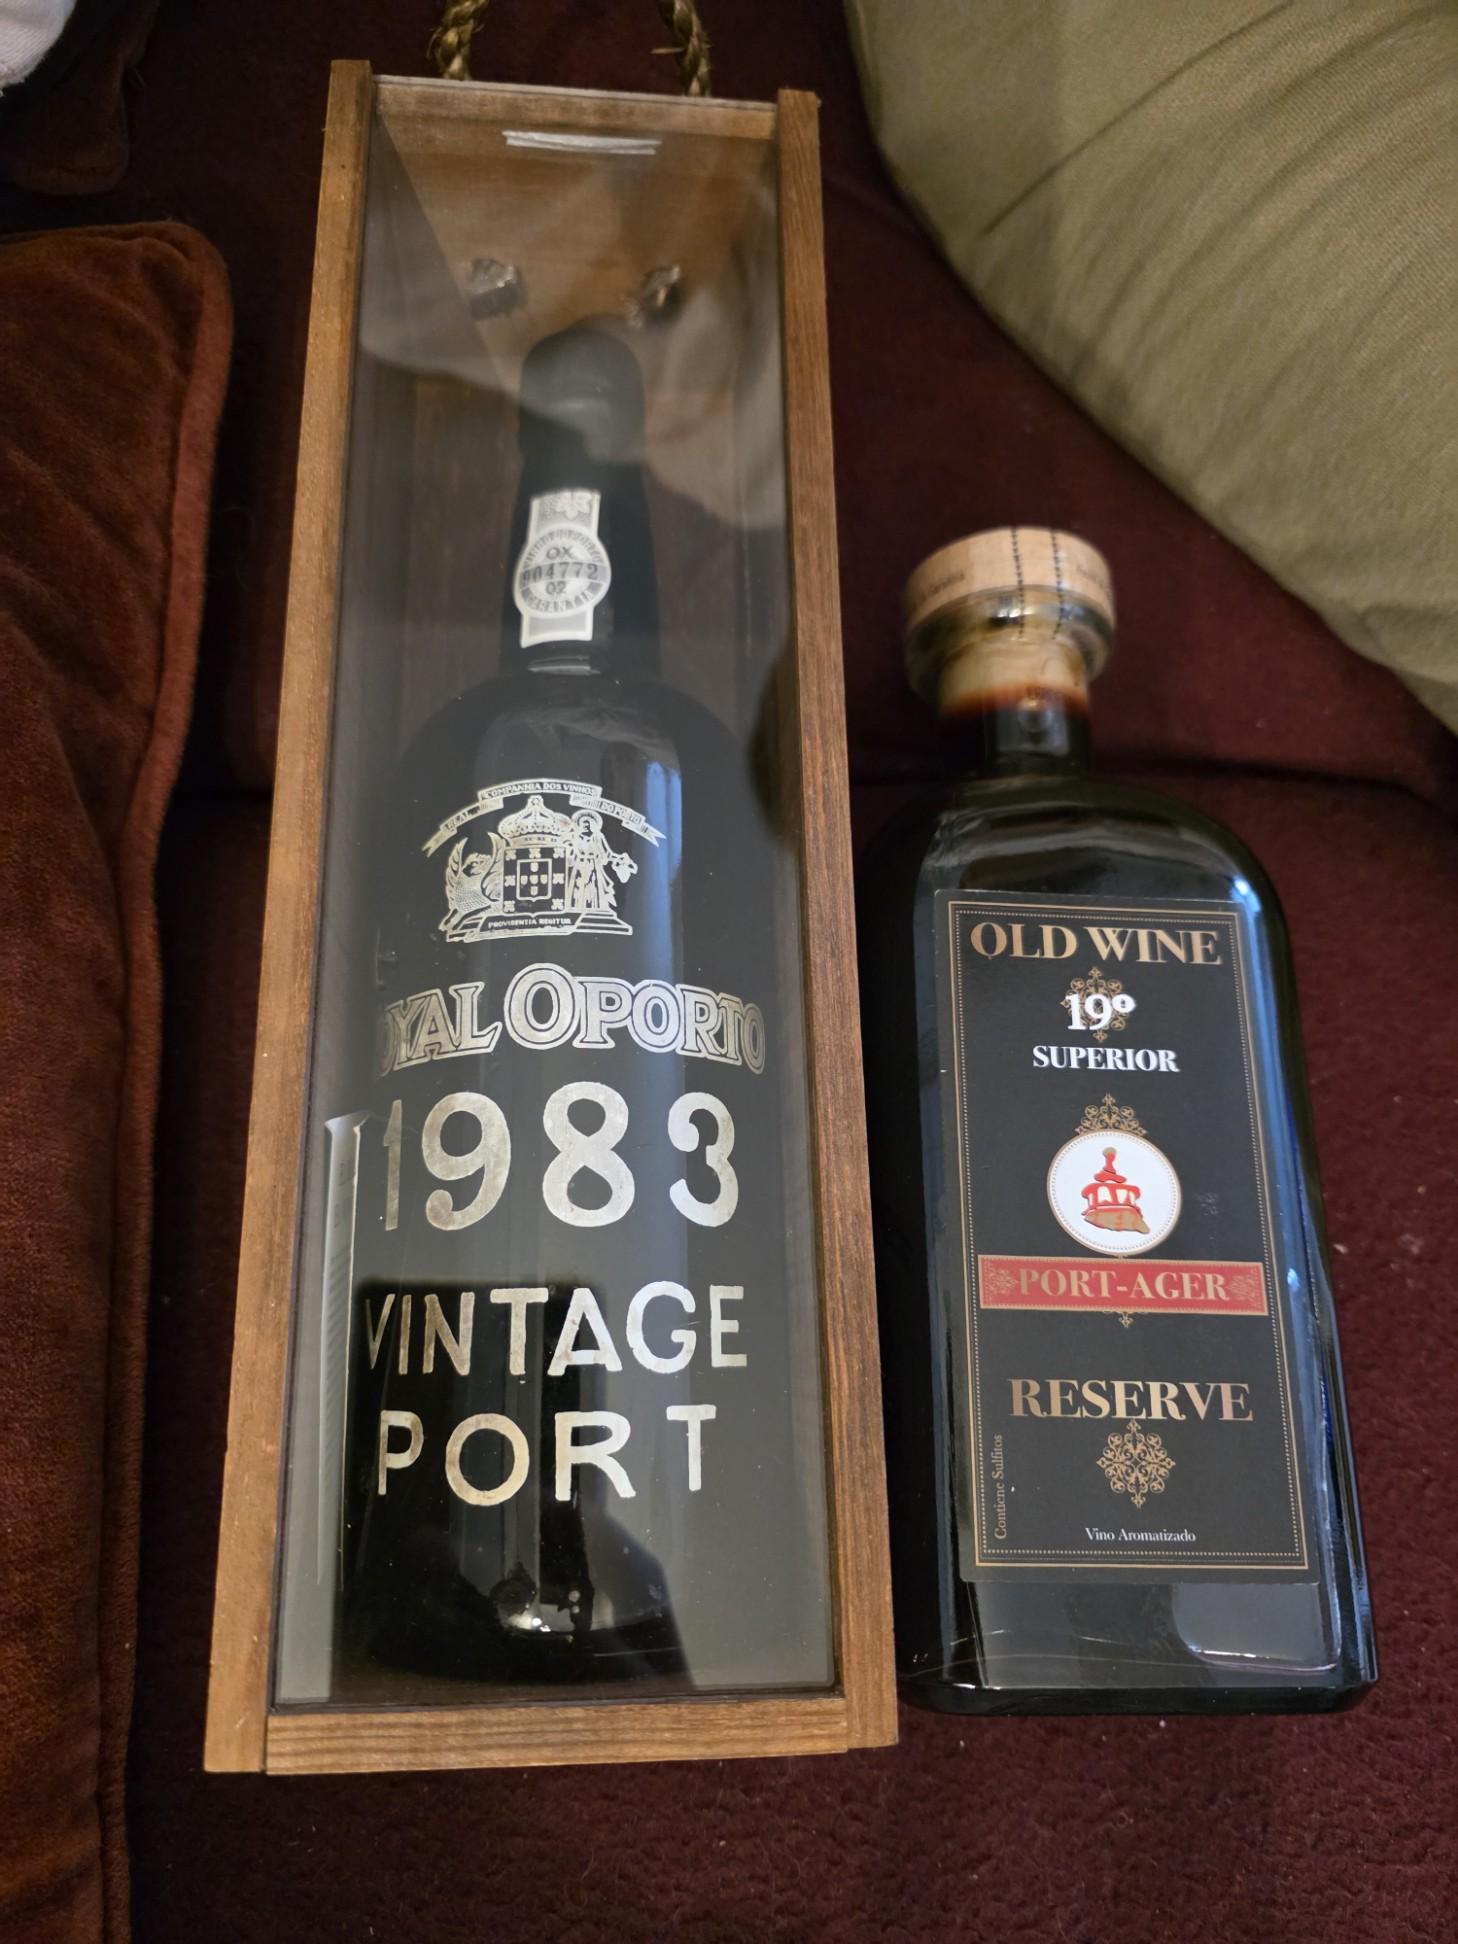 OX
904772
02
GARANTIA
REAL COMPANHIA DOS VINHOS DO PORTO
PROVIDENTIA REGITUR
OYAL OPORTO
1983
VINTAGE
PORT
OLD WINE
19º
SUPERIOR
PORT-AGER
RESERVE
Contiene Sulfitos
Vino Aromatizado